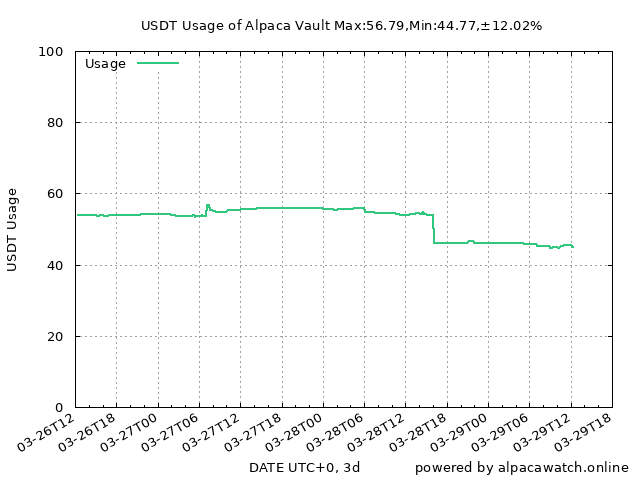 USDT Usage of Alpaca Vault Max:56.79,Min:44.77,±12.02%
100
Usage
80
60
USDT Usage
40
20
0
03-26T12 03-26T18 03-27T00 03-27T06 03-27T12 03-27T18 03-28T00 03-28T06 03-28T12 03-28T18 03-29T00 03-29T06 03-29T12 03-29T18
DATE UTC+0, 3d
powered by alpacawatch.online